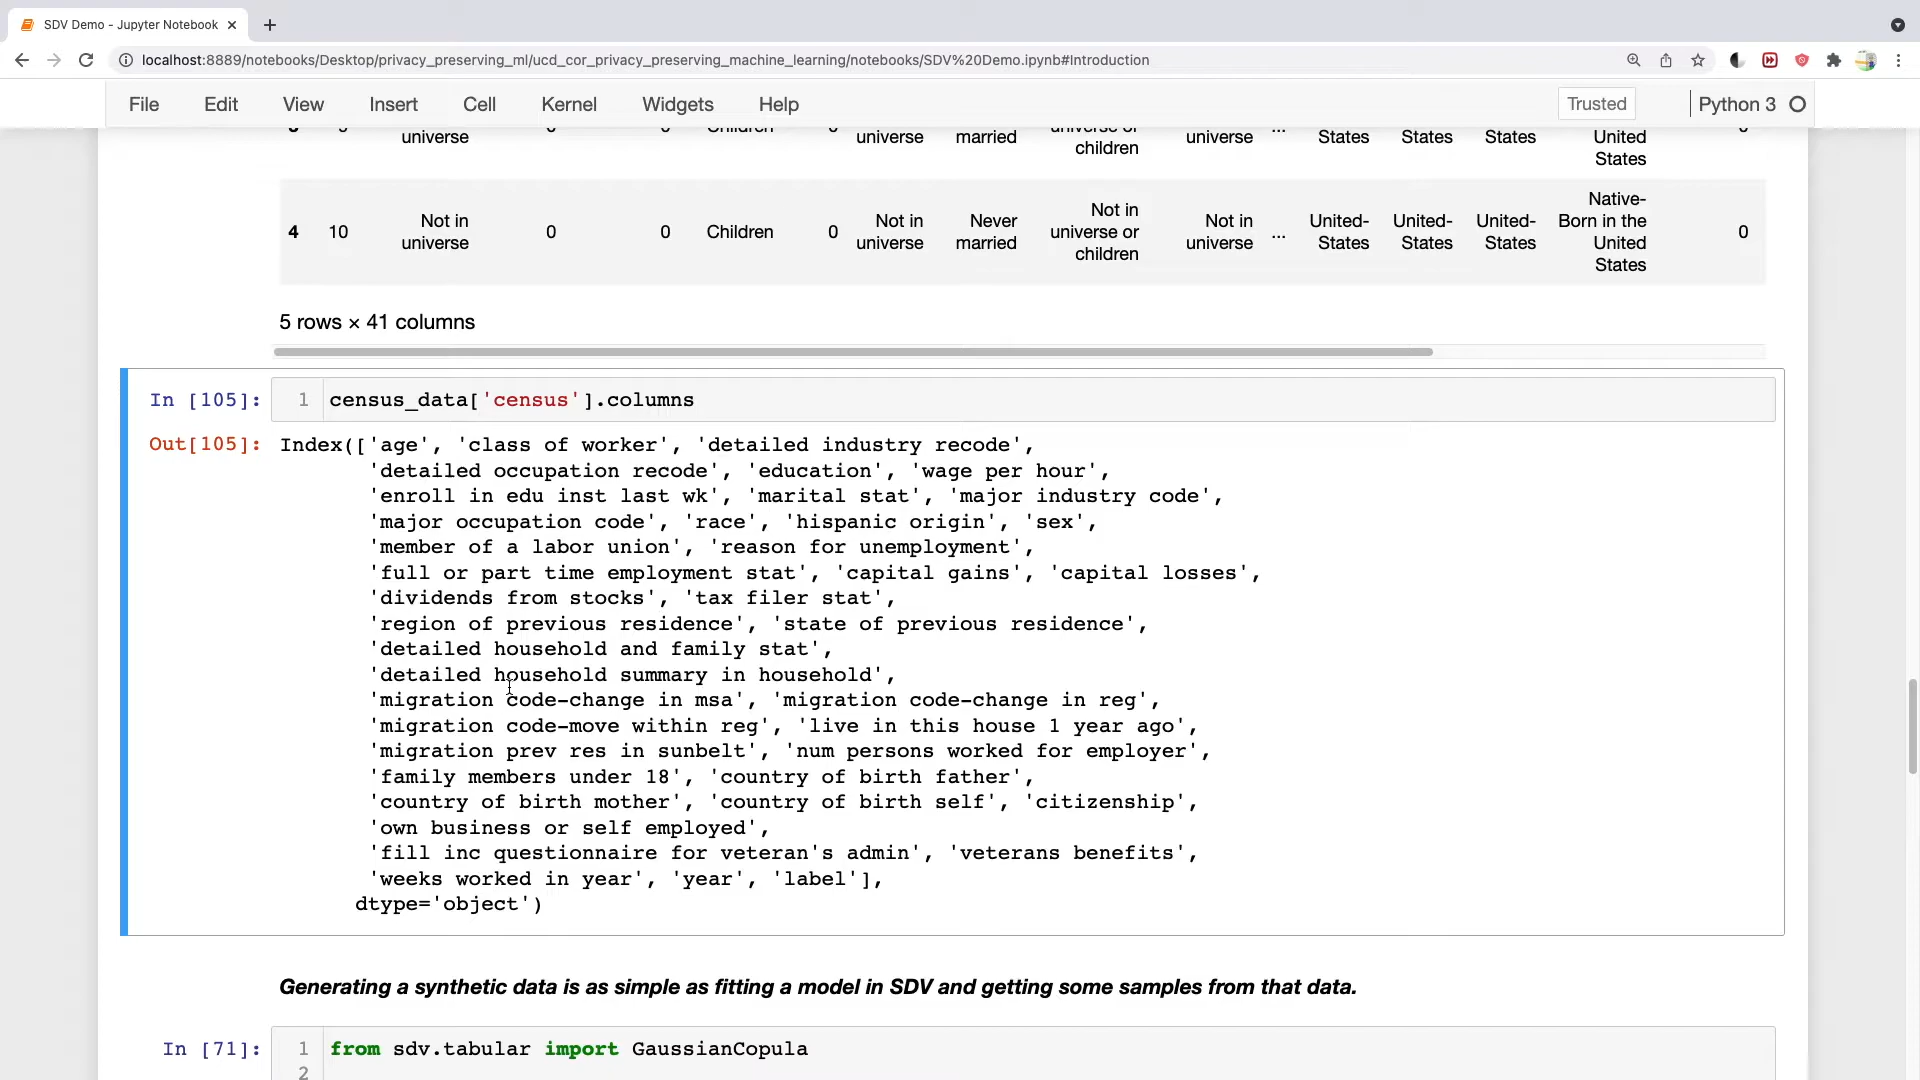 SDV Demo - Jupyter Notebook
localhost:8889/notebooks/Desktop/privacy_preserving_ml/ucd_cor_privacy_preserving_machine_learning/notebooks/SDV%20Demo.ipynb#Introduction
File Edit View Insert Cell Kernel Widgets Help Trusted Python 3
universe Children universe married universe or children universe ... States States States United States
4 10 Not in universe 0 0 Children 0 Not in universe Never married Not in universe or children Not in universe ... United-States United-States United-States Native-Born in the United States 0
5 rows × 41 columns
In [105]: 1 census_data['census'].columns
Out[105]: Index(['age', 'class of worker', 'detailed industry recode',
'detailed occupation recode', 'education', 'wage per hour',
'enroll in edu inst last wk', 'marital stat', 'major industry code',
'major occupation code', 'race', 'hispanic origin', 'sex',
'member of a labor union', 'reason for unemployment',
'full or part time employment stat', 'capital gains', 'capital losses',
'dividends from stocks', 'tax filer stat',
'region of previous residence', 'state of previous residence',
'detailed household and family stat',
'detailed household summary in household',
'migration code-change in msa', 'migration code-change in reg',
'migration code-move within reg', 'live in this house 1 year ago',
'migration prev res in sunbelt', 'num persons worked for employer',
'family members under 18', 'country of birth father',
'country of birth mother', 'country of birth self', 'citizenship',
'own business or self employed',
'fill inc questionnaire for veteran's admin', 'veterans benefits',
'weeks worked in year', 'year', 'label'],
dtype='object')
Generating a synthetic data is as simple as fitting a model in SDV and getting some samples from that data.
In [71]: 1 from sdv.tabular import GaussianCopula
2